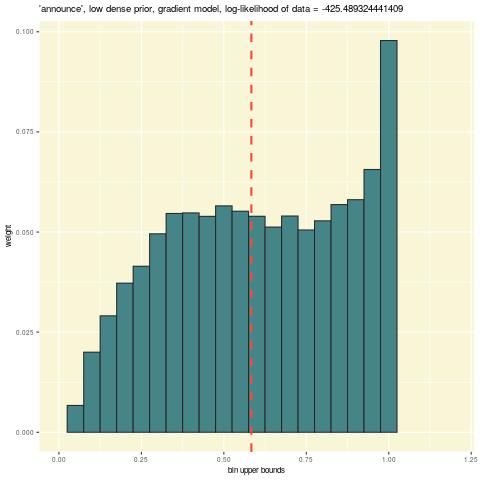 'announce', low dense prior, gradient model, log-likelihood of data = -425.489324441409
0.100
0.075
0.050
0.025
0.000
weight
0.00 0.25 0.50 0.75 1.00 1.25
bin upper bounds